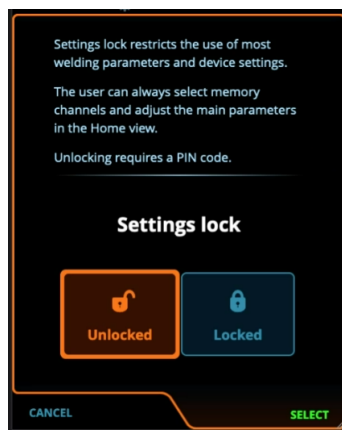 Settings lock restricts the use of most
welding parameters and device settings.
The user can always select memory
channels and adjust the main parameters
in the Home view.
Unlocking requires a PIN code.
Settings lock
Unlocked
Locked
CANCEL
SELECT